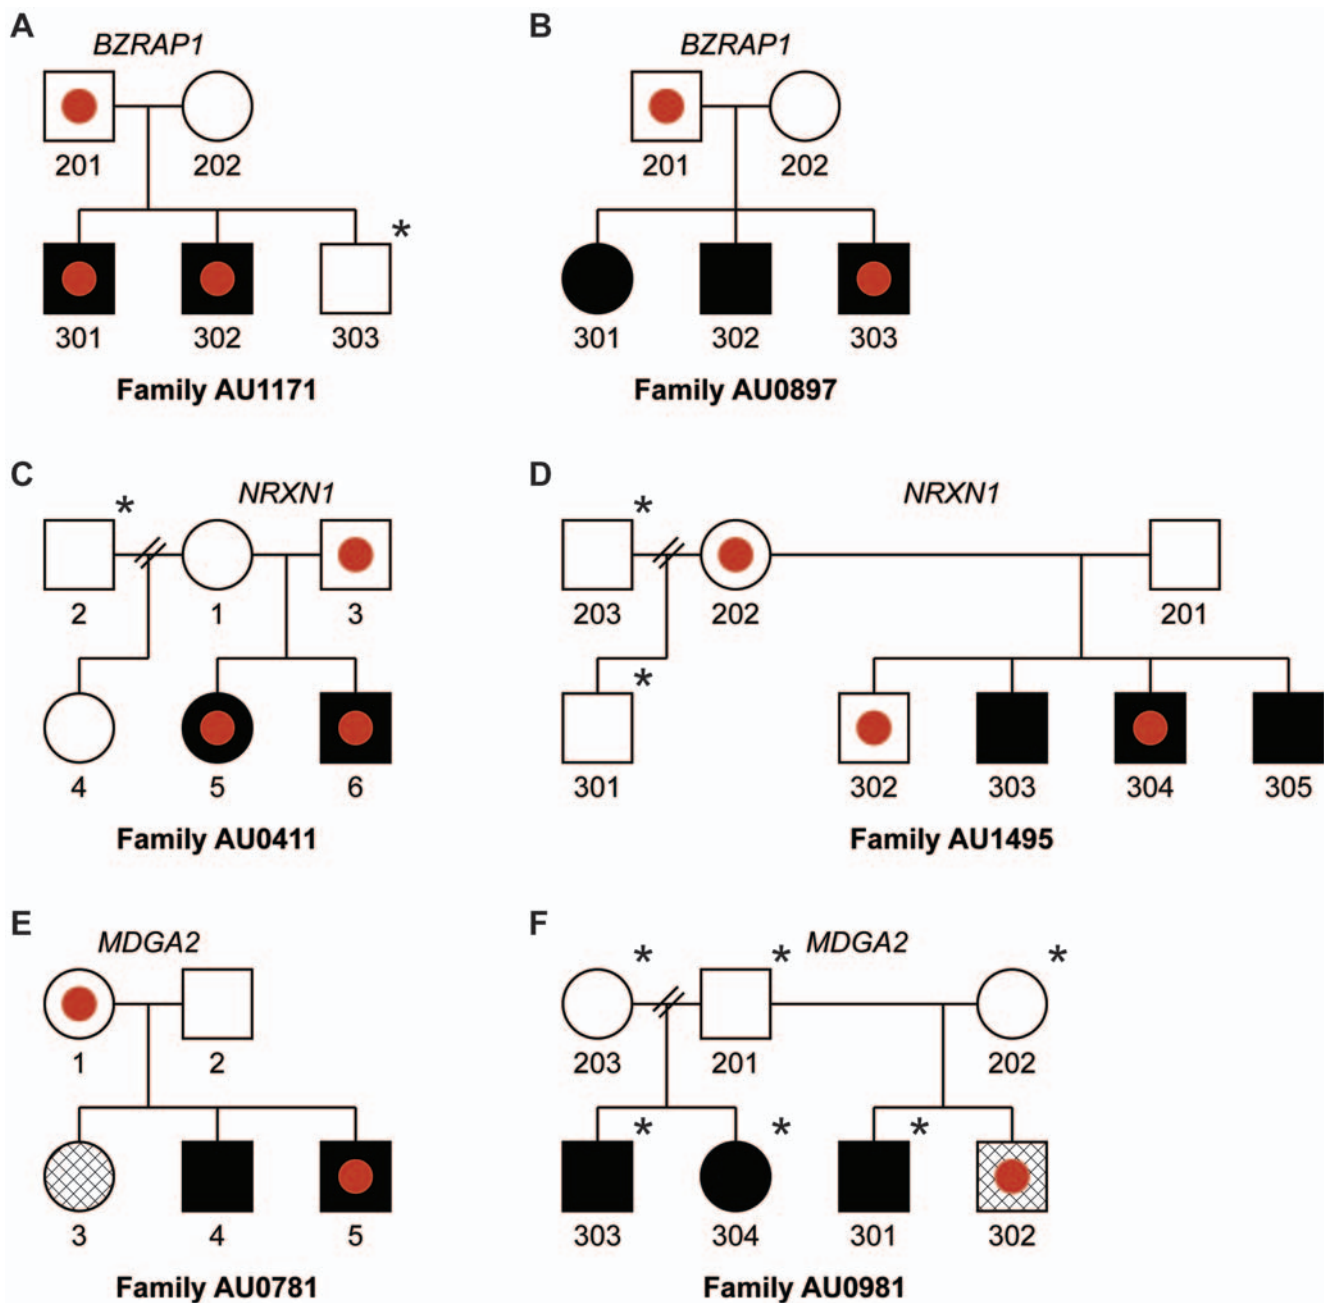 A
BZRAP1
201 202
*
301 302 303
Family AU1171
B
BZRAP1
201 202
301 302 303
Family AU0897
C
NRXN1
*
2 1 3
4 5 6
Family AU0411
D
NRXN1
*
203 202 201
*
301 302 303 304 305
Family AU1495
E
MDGA2
1 2
3 4 5
Family AU0781
F
MDGA2
* * *
203 201 202
* * *
303 304 301 302
Family AU0981